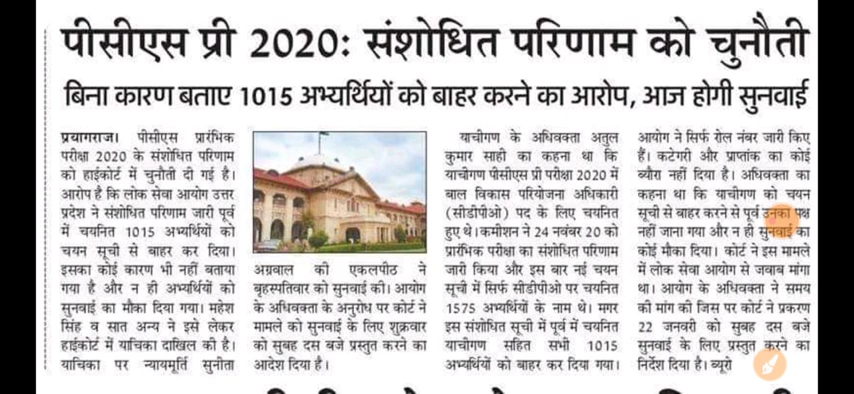 पीसीएस प्री 2020: संशोधित परिणाम को चुनौती
बिना कारण बताए 1015 अभ्यर्थियों को बाहर करने का आरोप, आज होगी सुनवाई
प्रयागराज। पीसीएस प्रारंभिक
परीक्षा 2020 के संशोधित परिणाम
को हाईकोर्ट में चुनौती दी गई है।
आरोप है कि लोक सेवा आयोग उत्तर
प्रदेश ने संशोधित परिणाम जारी पूर्व
में चयनित 1015 अभ्यर्थियों को
चयन सूची से बाहर कर दिया।
इसका कोई कारण भी नहीं बताया
गया है और न ही अभ्यर्थियों को
सुनवाई का मौका दिया गया। महेश
सिंह व सात अन्य ने इसे लेकर
हाईकोर्ट में याचिका दाखिल की है।
याचिका पर न्यायमूर्ति सुनीता
अग्रवाल की एकलपीठ ने
बृहस्पतिवार को सुनवाई की। आयोग
के अधिवक्ता के अनुरोध पर कोर्ट ने
मामले को सुनवाई के लिए शुक्रवार
को सुबह दस बजे प्रस्तुत करने का
आदेश दिया है।
याचीगण के अधिवक्ता अतुल
कुमार साही का कहना था कि
याचीगण पीसीएस प्री परीक्षा 2020 में
बाल विकास परियोजना अधिकारी
(सीडीपीओ) पद के लिए चयनित
हुए थे। कमीशन ने 24 नवंबर 20 को
प्रारंभिक परीक्षा का संशोधित परिणाम
जारी किया और इस बार नई चयन
सूची में सिर्फ सीडीपीओ पर चयनित
1575 अभ्यर्थियों के नाम थे। मगर
इस संशोधित सूची में पूर्व में चयनित
याचीगण सहित सभी 1015
अभ्यर्थियों को बाहर कर दिया गया।
आयोग ने सिर्फ रोल नंबर जारी किए
हैं। कटेगरी और प्राप्तांक का कोई
ब्यौरा नहीं दिया है। अधिवक्ता का
कहना था कि याचीगण को चयन
सूची से बाहर करने से पूर्व उनका पक्ष
नहीं जाना गया और न ही सुनवाई का
कोई मौका दिया। कोर्ट ने इस मामले
में लोक सेवा आयोग से जवाब मांगा
था। आयोग के अधिवक्ता ने समय
की मांग की जिस पर कोर्ट ने प्रकरण
22 जनवरी को सुबह दस बजे
सुनवाई के लिए प्रस्तुत करने का
निर्देश दिया है। ब्यूरो